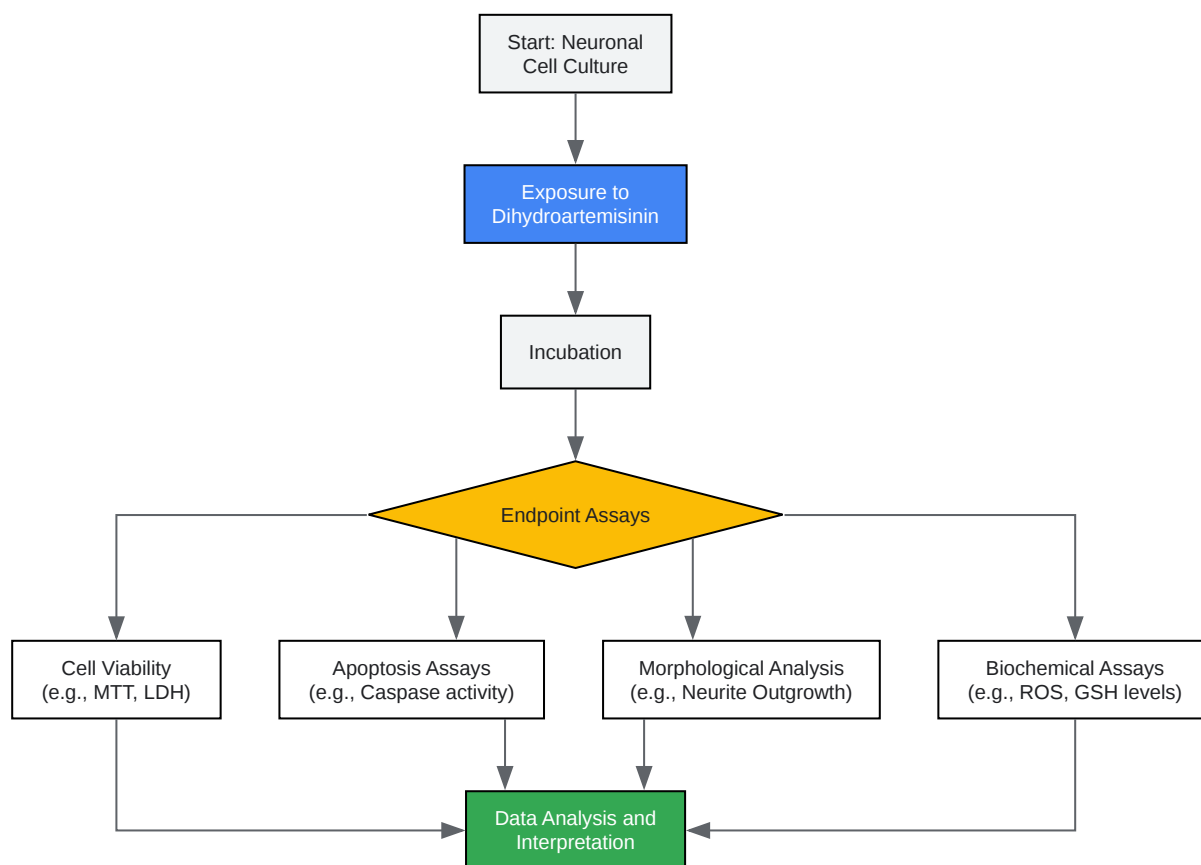 Start: Neuronal
Cell Culture
Exposure to
Dihydroartemisinin
Incubation
Endpoint Assays
Cell Viability
(e.g., MTT, LDH)
Apoptosis Assays
(e.g., Caspase activity)
Morphological Analysis
(e.g., Neurite Outgrowth)
Biochemical Assays
(e.g., ROS, GSH levels)
Data Analysis and
Interpretation